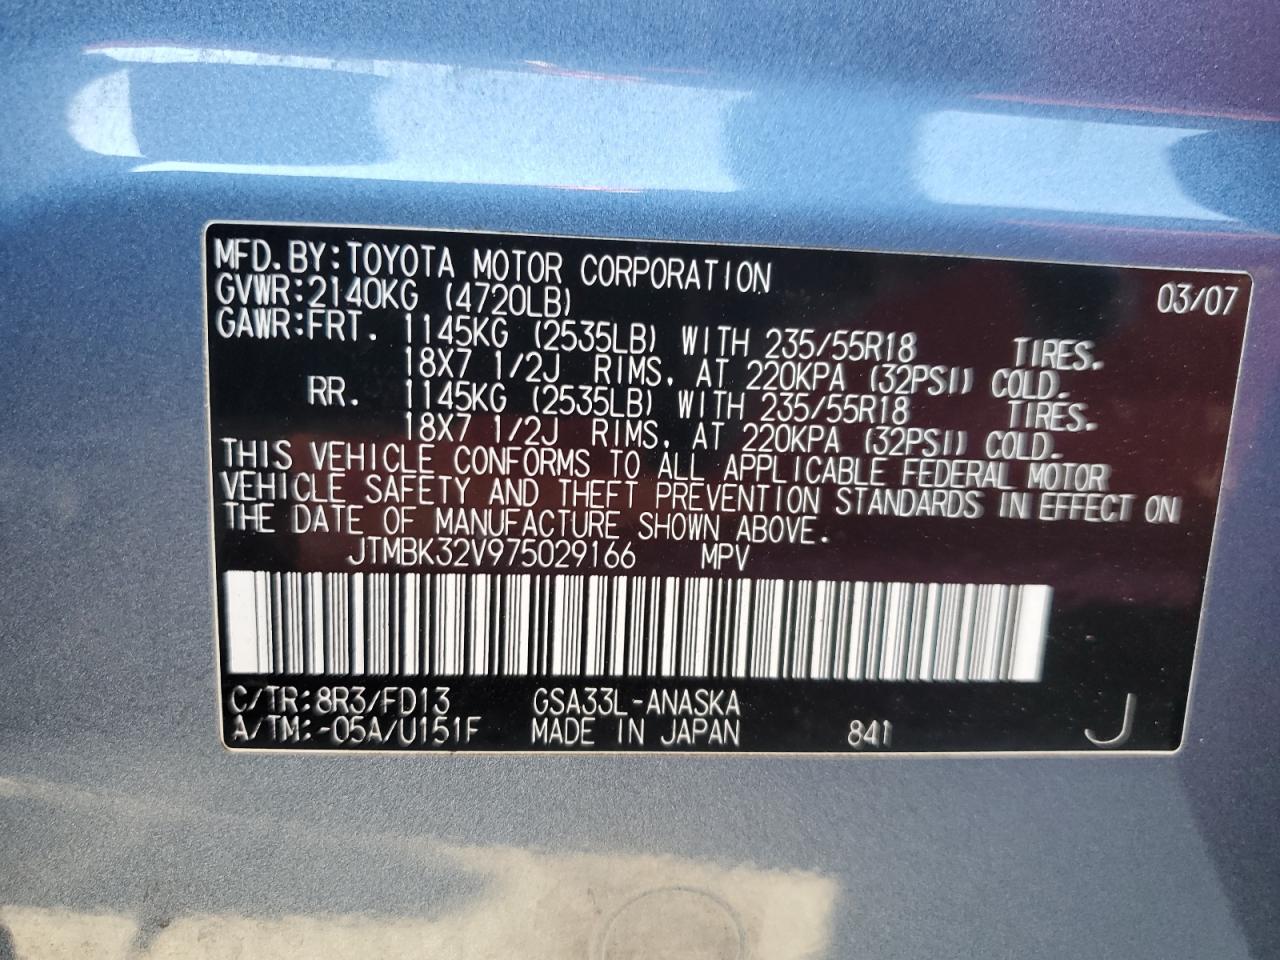 MFD.BY:TOYOTA MOTOR CORPORATION 03/07
GVWR:2140KG (4720LB)
GAWR:FRT. 1145KG (2535LB) WITH 235/55R18 TIRES.
18X7 1/2J RIMS, AT 220KPA (32PSI) COLD.
RR. 1145KG (2535LB) WITH 235/55R18 TIRES.
18X7 1/2J RIMS, AT 220KPA (32PSI) COLD.
THIS VEHICLE CONFORMS TO ALL APPLICABLE FEDERAL MOTOR
VEHICLE SAFETY AND THEFT PREVENTION STANDARDS IN EFFECT ON
THE DATE OF MANUFACTURE SHOWN ABOVE.
JTMBK32V975029166 MPV
C/TR:8R3/FD13 GSA33L-ANASKA
A/TM:-05A/U151F MADE IN JAPAN 841 J